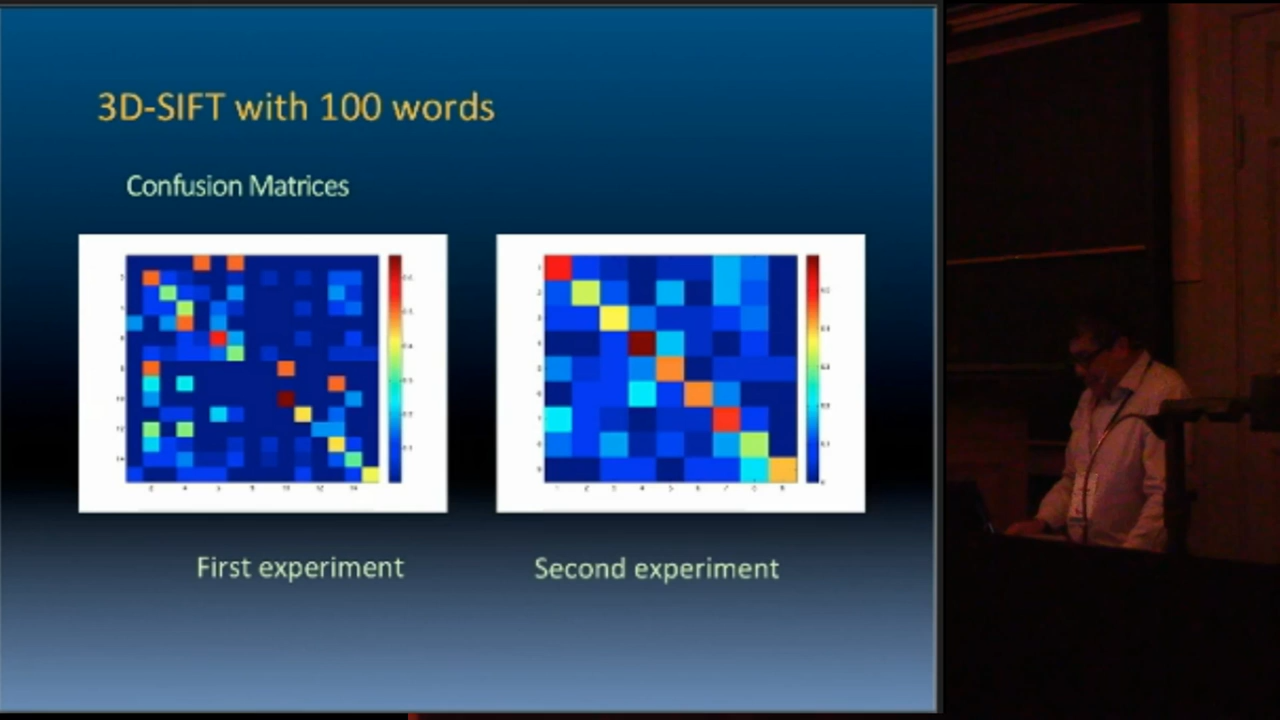 3D-SIFT with 100 words
Confusion Matrices
First experiment
Second experiment